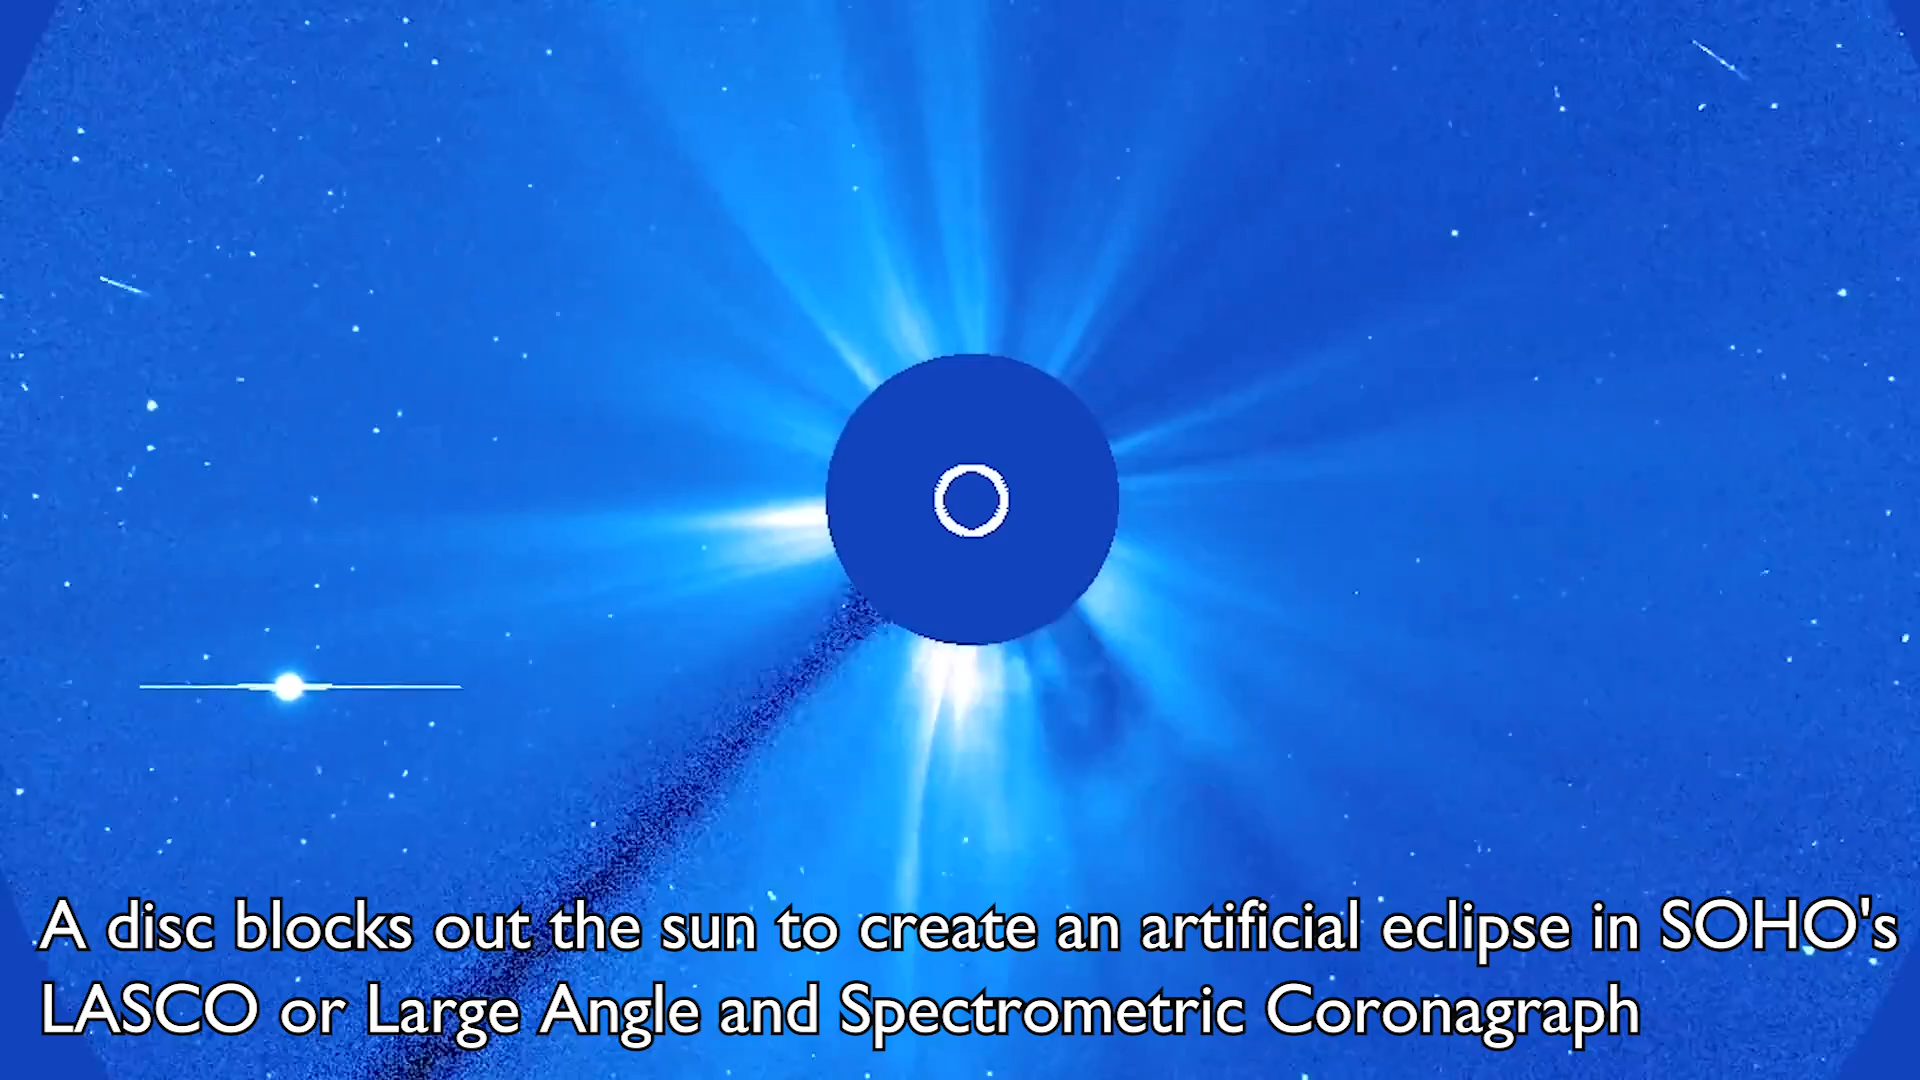 A disc blocks out the sun to create an artificial eclipse in SOHO's
LASCO or Large Angle and Spectrometric Coronagraph